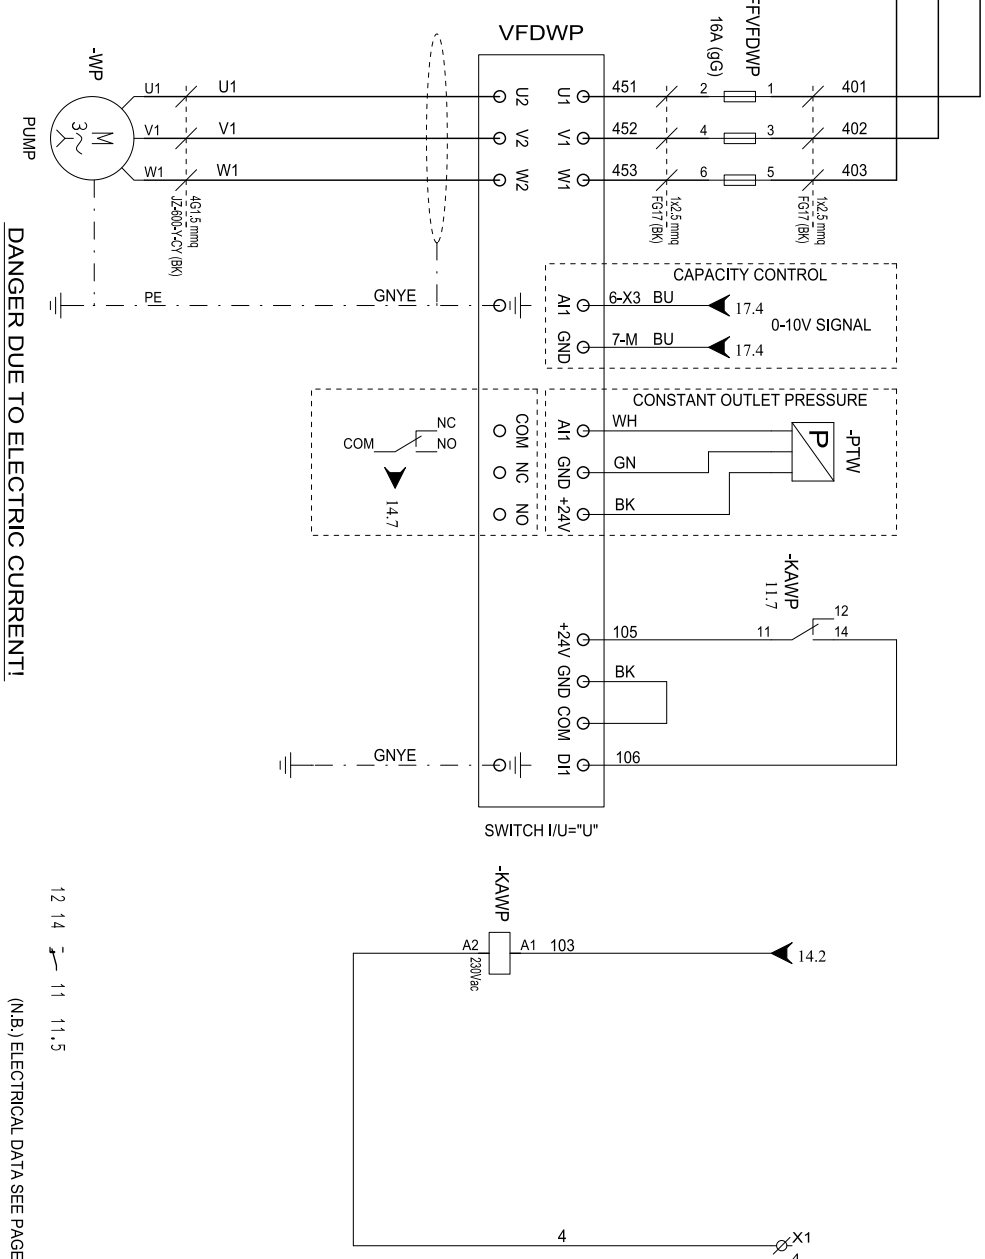 VFDWP
FFVFDWP
16A (gG)
-WP
PUMP
M
3~
U1 U1 U2 U1 451 2 1 401
V1 V1 V2 V1 452 4 3 402
W1 W1 W2 W1 453 6 5 403
4G1.5 mmq
JZ-600-Y-CY (BK)
1x2.5 mmq
FG17 (BK)
1x2.5 mmq
FG17 (BK)
PE GNYE
CAPACITY CONTROL
AI1 6-X3 BU 17.4
0-10V SIGNAL
GND 7-M BU 17.4
CONSTANT OUTLET PRESSURE
AI1 WH
GND GN
+24V BK
P
-PTW
COM NC NO
COM NC
NO
14.7
-KAWP
11.7
12
11 14
+24V 105
GND BK
COM
DI1 106
GNYE
SWITCH I/U="U"
-KAWP
A2 A1 103 14.2
230Vac
4 X1
4
DANGER DUE TO ELECTRIC CURRENT!
12 14 11 11.5
(N.B.) ELECTRICAL DATA SEE PAGE